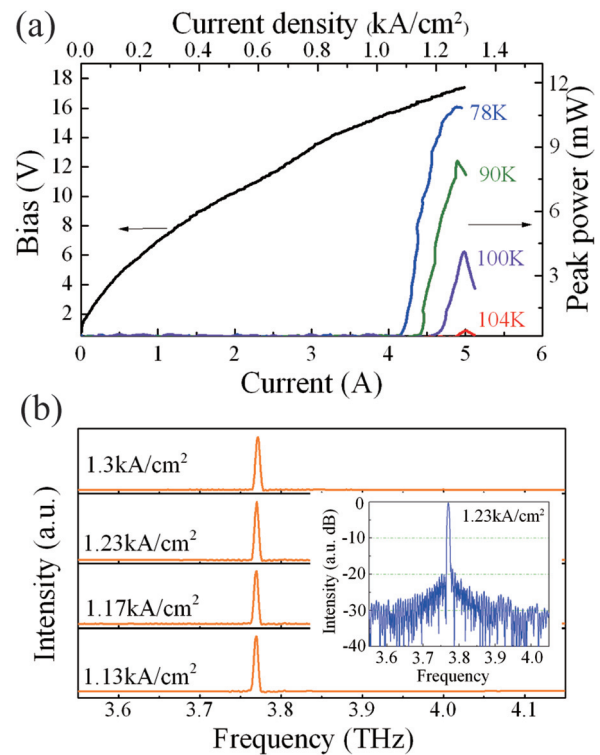 (a)
Current density (kA/cm²)
0.0 0.2 0.4 0.6 0.8 1.0 1.2 1.4
18
16
14
12
10
8
6
4
2
Bias (V)
12
9
6
3
Peak power (mW)
78K
90K
100K
104K
0 1 2 3 4 5 6
Current (A)
(b)
Intensity (a.u.)
1.3kA/cm²
1.23kA/cm²
1.17kA/cm²
1.13kA/cm²
1.23kA/cm²
Intensity (a.u. dB)
0
-10
-20
-30
-40
3.6 3.7 3.8 3.9 4.0
Frequency
3.6 3.7 3.8 3.9 4.0 4.1
Frequency (THz)